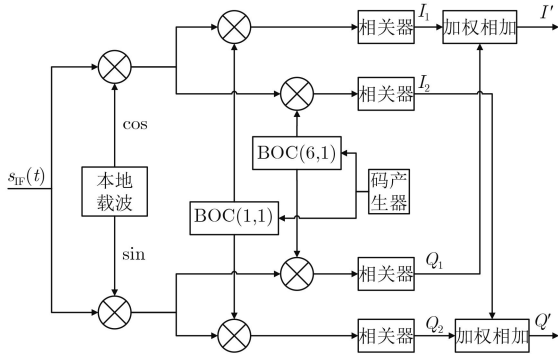 相关器
I₁
加权相加
I′
相关器
I₂
cos
BOC(6,1)
s_IF(t)
本地
载波
码产
生器
BOC(1,1)
sin
相关器
Q₁
相关器
Q₂
加权相加
Q′